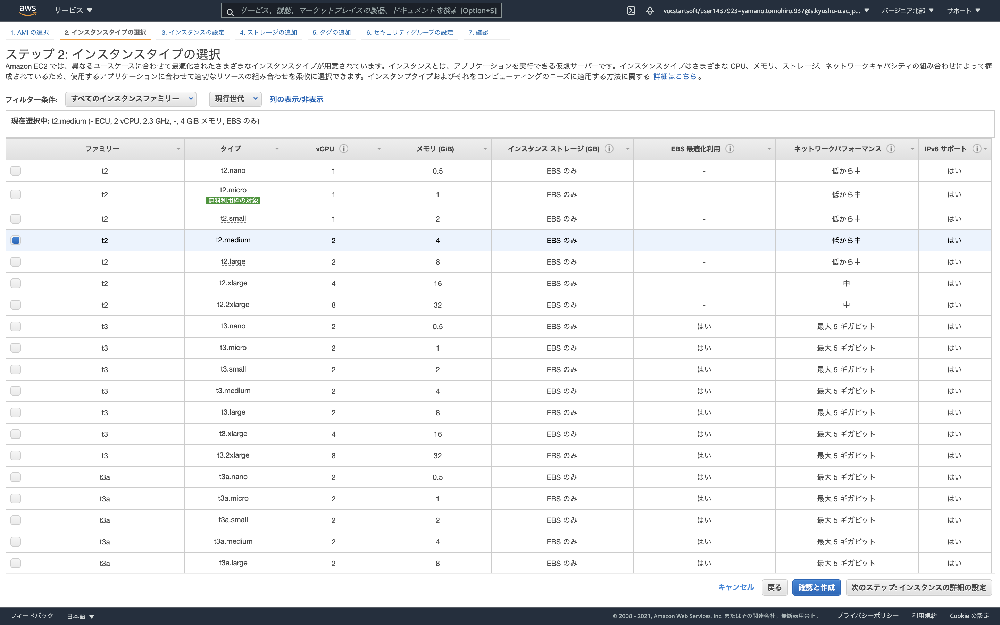 aws サービス サービス、機能、マーケットプレイスの製品、ドキュメントを検索 [Option+S] vocstartsoft/user1437923=yamano.tomohiro.937@s.kyushu-u.ac.jp... バージニア北部 サポート
1. AMI の選択 2. インスタンスタイプの選択 3. インスタンスの設定 4. ストレージの追加 5. タグの追加 6. セキュリティグループの設定 7. 確認
ステップ 2: インスタンスタイプの選択
Amazon EC2 では、異なるユースケースに合わせて最適化されたさまざまなインスタンスタイプが用意されています。インスタンスとは、アプリケーションを実行できる仮想サーバーです。インスタンスタイプはさまざまな CPU、メモリ、ストレージ、ネットワークキャパシティの組み合わせによって構
成されているため、使用するアプリケーションに合わせて適切なリソースの組み合わせを柔軟に選択できます。インスタンプタイプおよびそれをコンピューティングのニーズに適用する方法に関する 詳細はこちら。
フィルター条件: すべてのインスタンスファミリー 現行世代 列の表示/非表示
現在選択中: t2.medium (- ECU, 2 vCPU, 2.3 GHz, -, 4 GiB メモリ, EBS のみ)
ファミリー タイプ vCPU メモリ (GiB) インスタンス ストレージ (GB) EBS 最適化利用 ネットワークパフォーマンス IPv6 サポート
t2 t2.nano 1 0.5 EBS のみ - 低から中 はい
t2 t2.micro 1 1 EBS のみ - 低から中 はい
無料利用枠の対象
t2 t2.small 1 2 EBS のみ - 低から中 はい
t2 t2.medium 2 4 EBS のみ - 低から中 はい
t2 t2.large 2 8 EBS のみ - 低から中 はい
t2 t2.xlarge 4 16 EBS のみ - 中 はい
t2 t2.2xlarge 8 32 EBS のみ - 中 はい
t3 t3.nano 2 0.5 EBS のみ はい 最大 5 ギガビット はい
t3 t3.micro 2 1 EBS のみ はい 最大 5 ギガビット はい
t3 t3.small 2 2 EBS のみ はい 最大 5 ギガビット はい
t3 t3.medium 2 4 EBS のみ はい 最大 5 ギガビット はい
t3 t3.large 2 8 EBS のみ はい 最大 5 ギガビット はい
t3 t3.xlarge 4 16 EBS のみ はい 最大 5 ギガビット はい
t3 t3.2xlarge 8 32 EBS のみ はい 最大 5 ギガビット はい
t3a t3a.nano 2 0.5 EBS のみ はい 最大 5 ギガビット はい
t3a t3a.micro 2 1 EBS のみ はい 最大 5 ギガビット はい
t3a t3a.small 2 2 EBS のみ はい 最大 5 ギガビット はい
t3a t3a.medium 2 4 EBS のみ はい 最大 5 ギガビット はい
t3a t3a.large 2 8 EBS のみ はい 最大 5 ギガビット はい
キャンセル 戻る 確認と作成 次のステップ: インスタンスの詳細の設定
フィードバック 日本語 © 2008 - 2021, Amazon Web Services, Inc. またはその関連会社。無断転用禁止。 プライバシーポリシー 利用規約 Cookie の設定